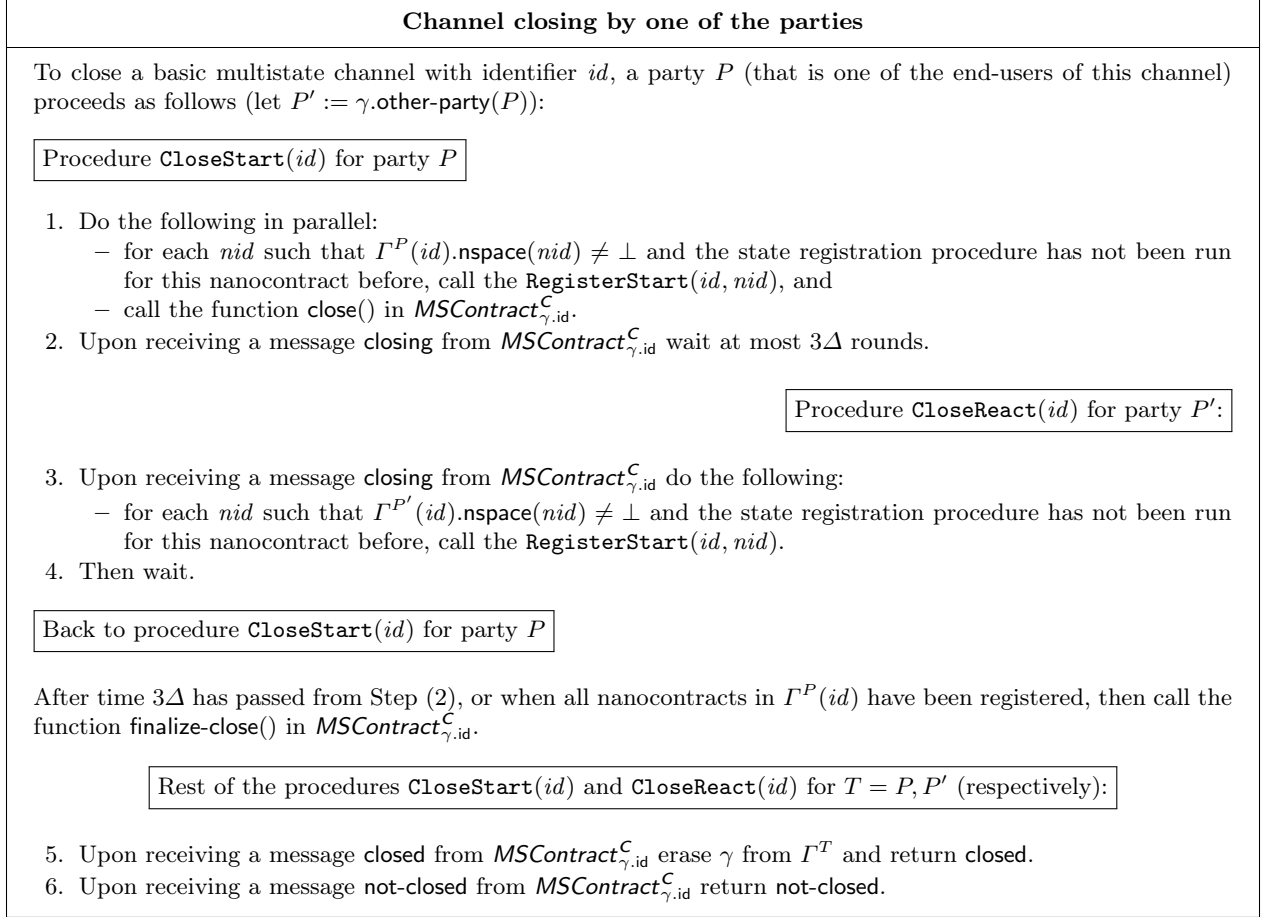 Channel closing by one of the parties
To close a basic multistate channel with identifier id, a party P (that is one of the end-users of this channel)
proceeds as follows (let P′ := γ.other-party(P)):
Procedure CloseStart(id) for party P
1. Do the following in parallel:
– for each nid such that Γ^P(id).nspace(nid) ≠ ⊥ and the state registration procedure has not been run
for this nanocontract before, call the RegisterStart(id, nid), and
– call the function close() in MSContract^C_γ.id.
2. Upon receiving a message closing from MSContract^C_γ.id wait at most 3Δ rounds.
Procedure CloseReact(id) for party P′:
3. Upon receiving a message closing from MSContract^C_γ.id do the following:
– for each nid such that Γ^P′(id).nspace(nid) ≠ ⊥ and the state registration procedure has not been run
for this nanocontract before, call the RegisterStart(id, nid).
4. Then wait.
Back to procedure CloseStart(id) for party P
After time 3Δ has passed from Step (2), or when all nanocontracts in Γ^P(id) have been registered, then call the
function finalize-close() in MSContract^C_γ.id.
Rest of the procedures CloseStart(id) and CloseReact(id) for T = P, P′ (respectively):
5. Upon receiving a message closed from MSContract^C_γ.id erase γ from Γ^T and return closed.
6. Upon receiving a message not-closed from MSContract^C_γ.id return not-closed.